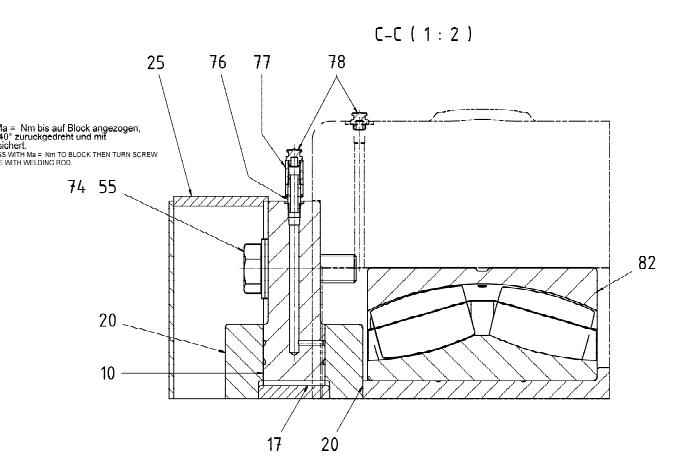 C-C ( 1 : 2 )
25
76
77
78
Ma = Nm bis auf Block angezogen,
40° zurückgedreht und mit
sichert.
SS WITH Ma = Nm TO BLOCK THEN TURN SCREW
E WITH WELDING ROD.
74 55
82
20
10
17
20